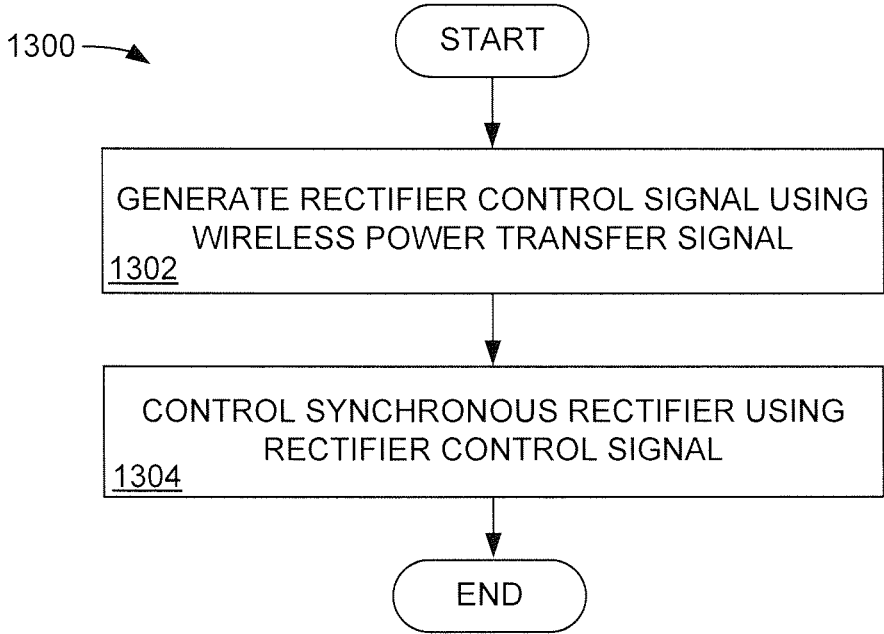 1300
START
GENERATE RECTIFIER CONTROL SIGNAL USING
WIRELESS POWER TRANSFER SIGNAL
1302
CONTROL SYNCHRONOUS RECTIFIER USING
RECTIFIER CONTROL SIGNAL
1304
END